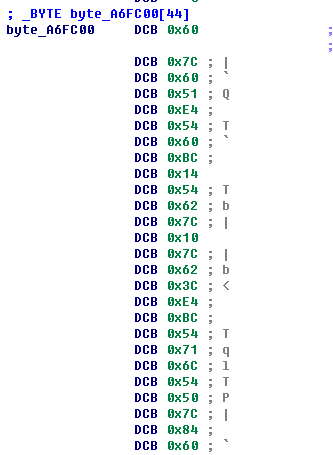 ; _BYTE byte_A6FC00[44]
byte_A6FC00 DCB 0x60 ;
;
DCB 0x7C ; |
DCB 0x60 ; `
DCB 0x51 ; Q
DCB 0xE4 ;
DCB 0x54 ; T
DCB 0x60 ; `
DCB 0xBC ;
DCB 0x14
DCB 0x54 ; T
DCB 0x62 ; b
DCB 0x7C ; |
DCB 0x10
DCB 0x7C ; |
DCB 0x62 ; b
DCB 0x3C ; <
DCB 0xE4 ;
DCB 0xBC ;
DCB 0x54 ; T
DCB 0x71 ; q
DCB 0x6C ; l
DCB 0x54 ; T
DCB 0x50 ; P
DCB 0x7C ; |
DCB 0x84 ;
DCB 0x60 ; `